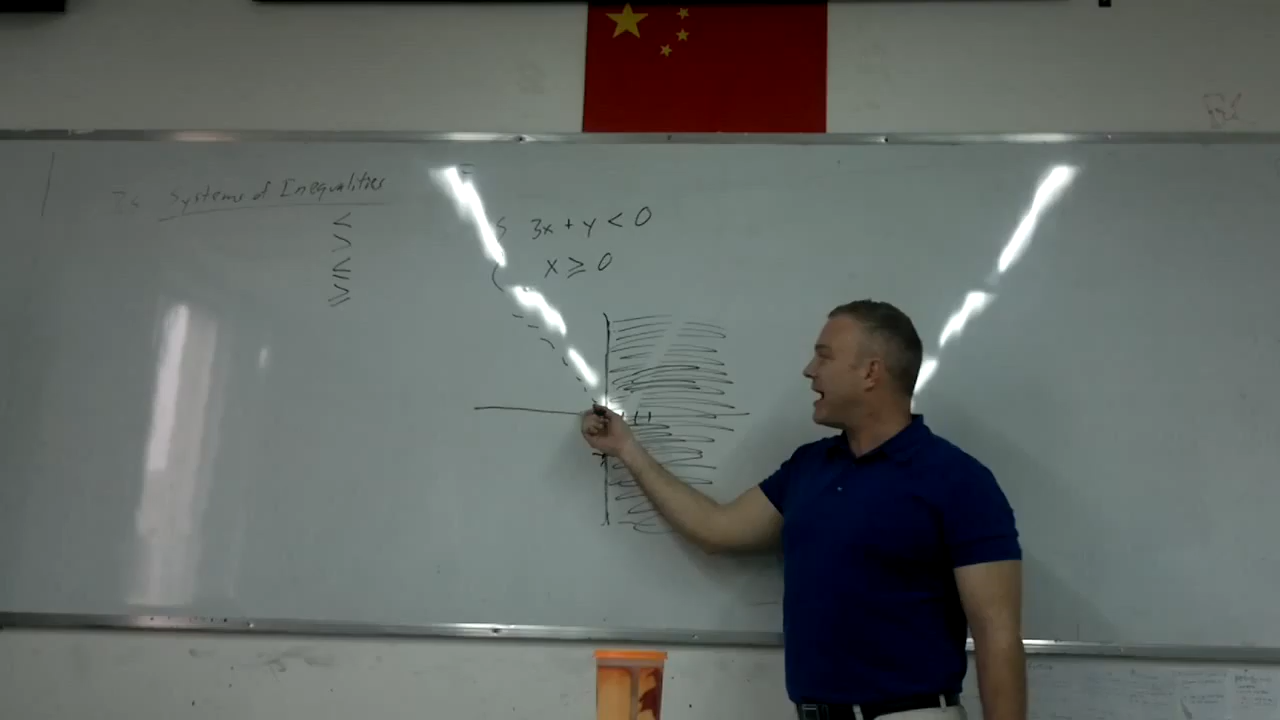 Systems of Inequalities
<
>
≤
≥
3x + y < 0
x ≥ 0